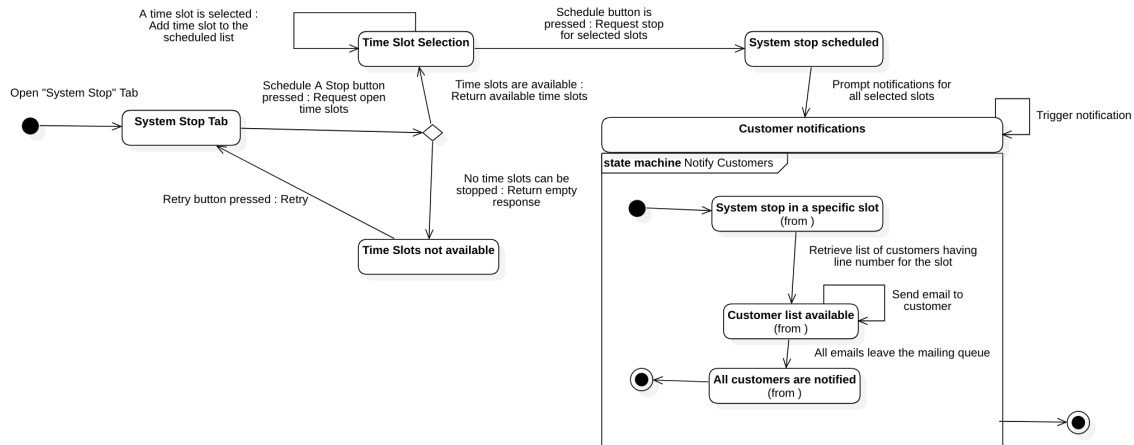 A time slot is selected :
Add time slot to the
scheduled list
Time Slot Selection
Schedule button is
pressed : Request stop
for selected slots
System stop scheduled
Open "System Stop" Tab
System Stop Tab
Schedule A Stop button
pressed : Request open
time slots
Time slots are available :
Return available time slots
Prompt notifications for
all selected slots
Customer notifications
Trigger notification
No time slots can be
stopped : Return empty
response
Retry button pressed : Retry
Time Slots not available
state machine Notify Customers
System stop in a specific slot
(from )
Retrieve list of customers having
line number for the slot
Customer list available
(from )
Send email to
customer
All emails leave the mailing queue
All customers are notified
(from )